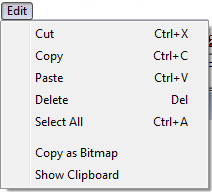 Edit
Cut Ctrl+X
Copy Ctrl+C
Paste Ctrl+V
Delete Del
Select All Ctrl+A
Copy as Bitmap
Show Clipboard